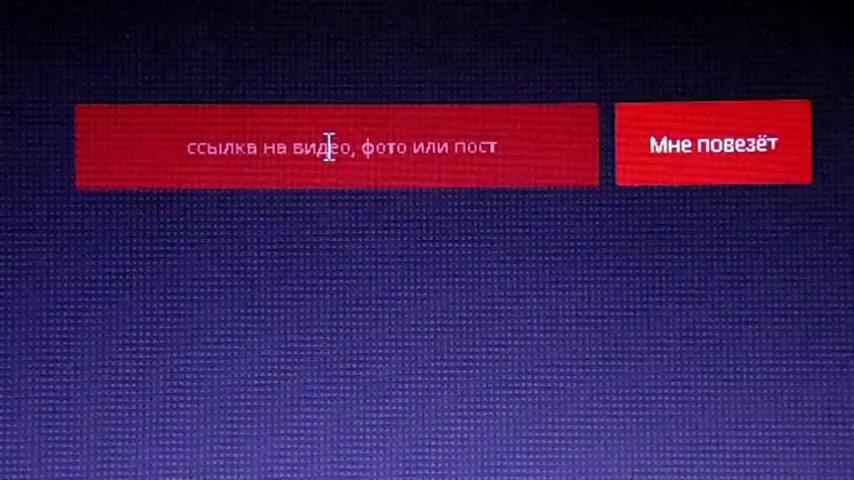 ссылка на видео, фото или пост
Мне повезёт